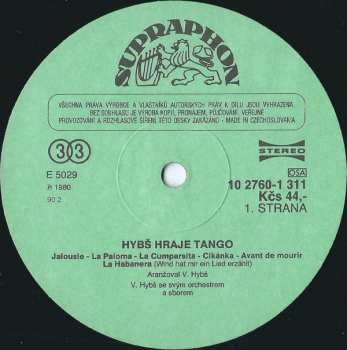 SUPRAPHON
VŠECHNA PRÁVA VÝROBCE A VLASTNÍKŮ AUTORSKÝCH PRÁV K DÍLU JSOU VYHRAZENA.
BEZ SOUHLASU JE VÝROBA KOPIÍ, PRONÁJEM, PŮJČOVÁNÍ, VEŘEJNÉ
PROVOZOVÁNÍ A ROZHLASOVÉ ŠÍŘENÍ TÉTO DESKY ZAKÁZÁNO - MADE IN CZECHOSLOVAKIA
33
STEREO
OSA
E 5029
10 2760-1 311
℗ 1980
Kčs 44,-
90 2
1. STRANA
HYBŠ HRAJE TANGO
Jalousie - La Paloma - La Cumparsita - Cikánka - Avant de mourir
La Habanera (Wind hat mir ein Lied erzählt)
Aranžoval V. Hybš
V. Hybš se svým orchestrem
a sborem